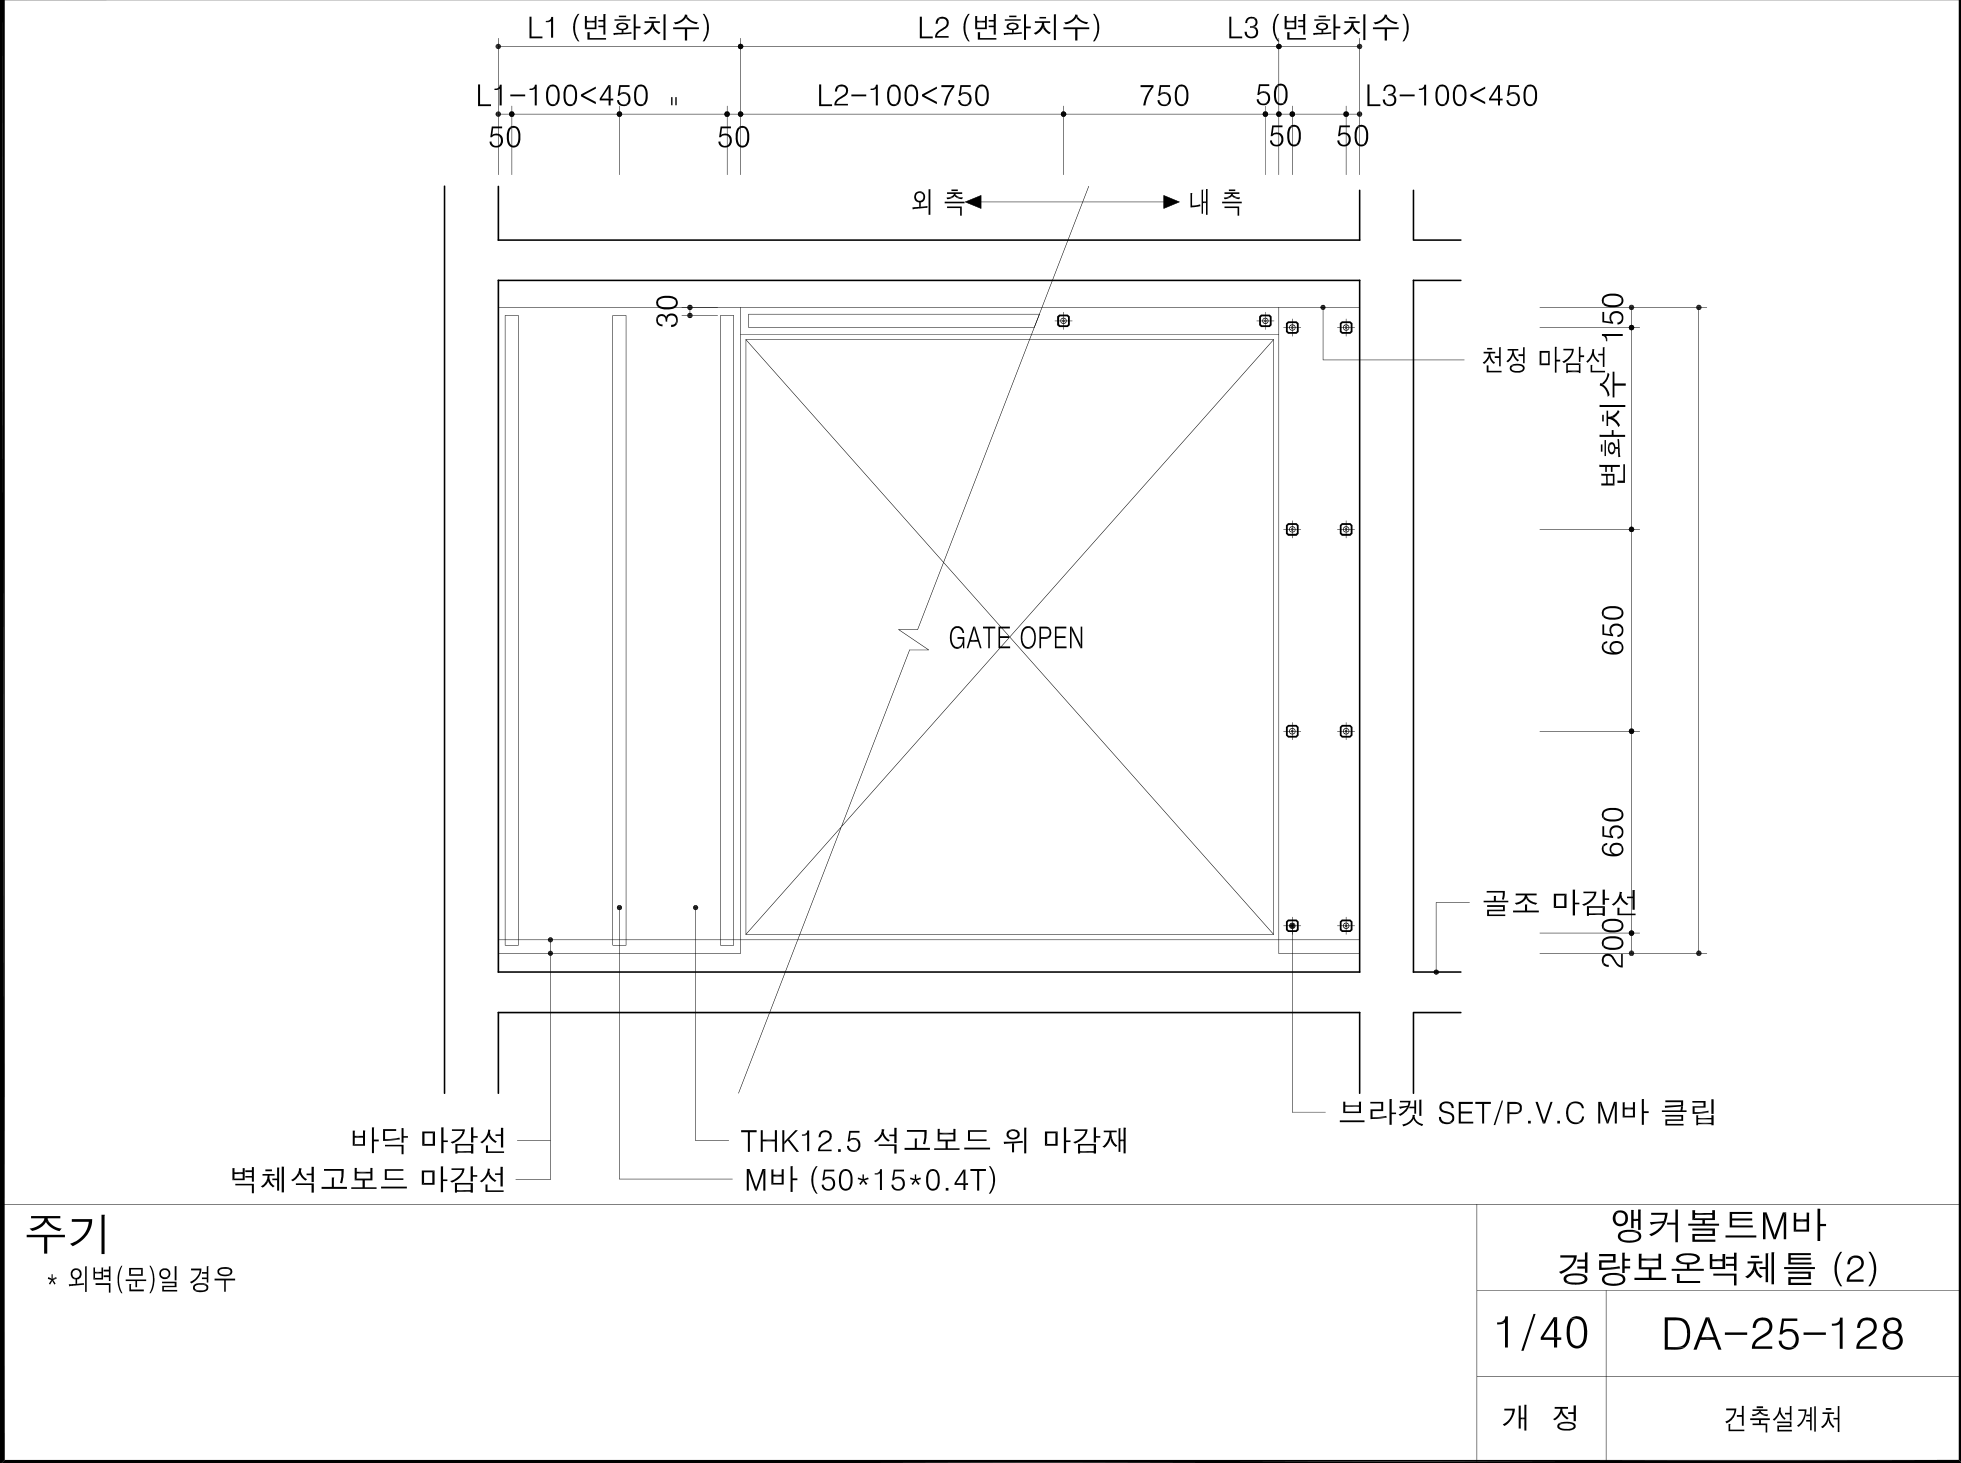 L1 (변화치수) L2 (변화치수) L3 (변화치수)
L1-100<450 " L2-100<750 750 50 L3-100<450
50 50 50 50
외 측 내 측
30
150
천정 마감선
변화치수
GATE OPEN
650
650
골조 마감선
200
0
브라켓 SET/P.V.C M바 클립
바닥 마감선
THK12.5 석고보드 위 마감재
벽체석고보드 마감선
M바 (50*15*0.4T)
주기
* 외벽(문)일 경우
앵커볼트M바
경량보온벽체틀 (2)
1/40 DA-25-128
개 정 건축설계처